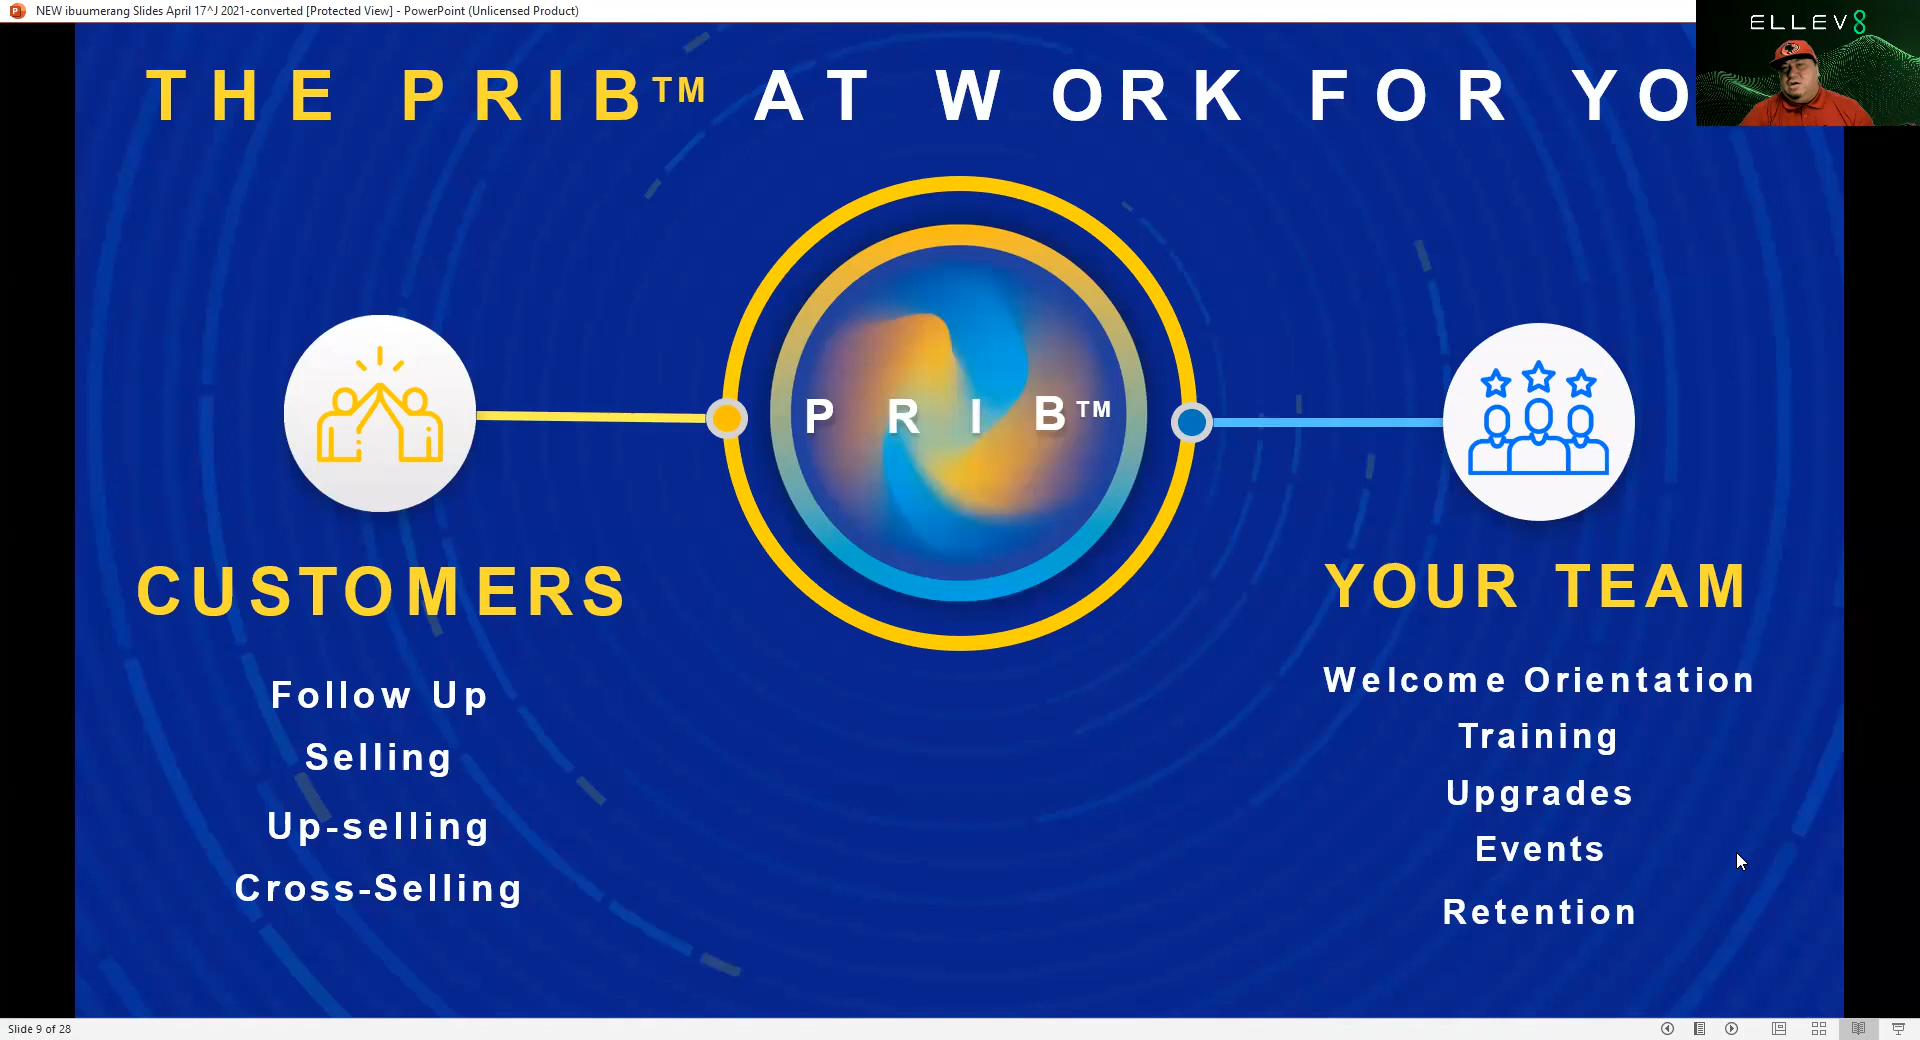 NEW ibuumerang Slides April 17^J 2021-converted [Protected View] - PowerPoint (Unlicensed Product)
ELLEV8
THE PRIB™ AT WORK FOR YO
PRIB™
CUSTOMERS
Follow Up
Selling
Up-selling
Cross-Selling
YOUR TEAM
Welcome Orientation
Training
Upgrades
Events
Retention
Slide 9 of 28